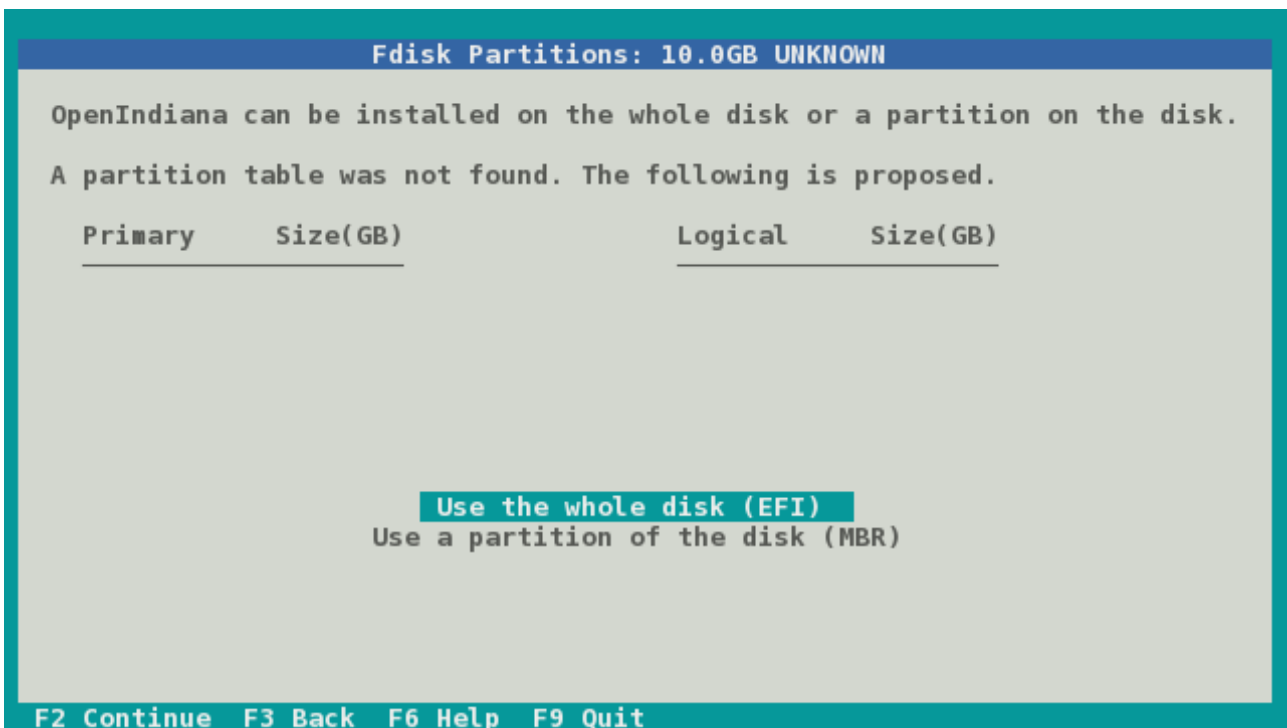 Fdisk Partitions: 10.0GB UNKNOWN
OpenIndiana can be installed on the whole disk or a partition on the disk.
A partition table was not found. The following is proposed.
Primary Size(GB) Logical Size(GB)
Use the whole disk (EFI)
Use a partition of the disk (MBR)
F2 Continue F3 Back F6 Help F9 Quit